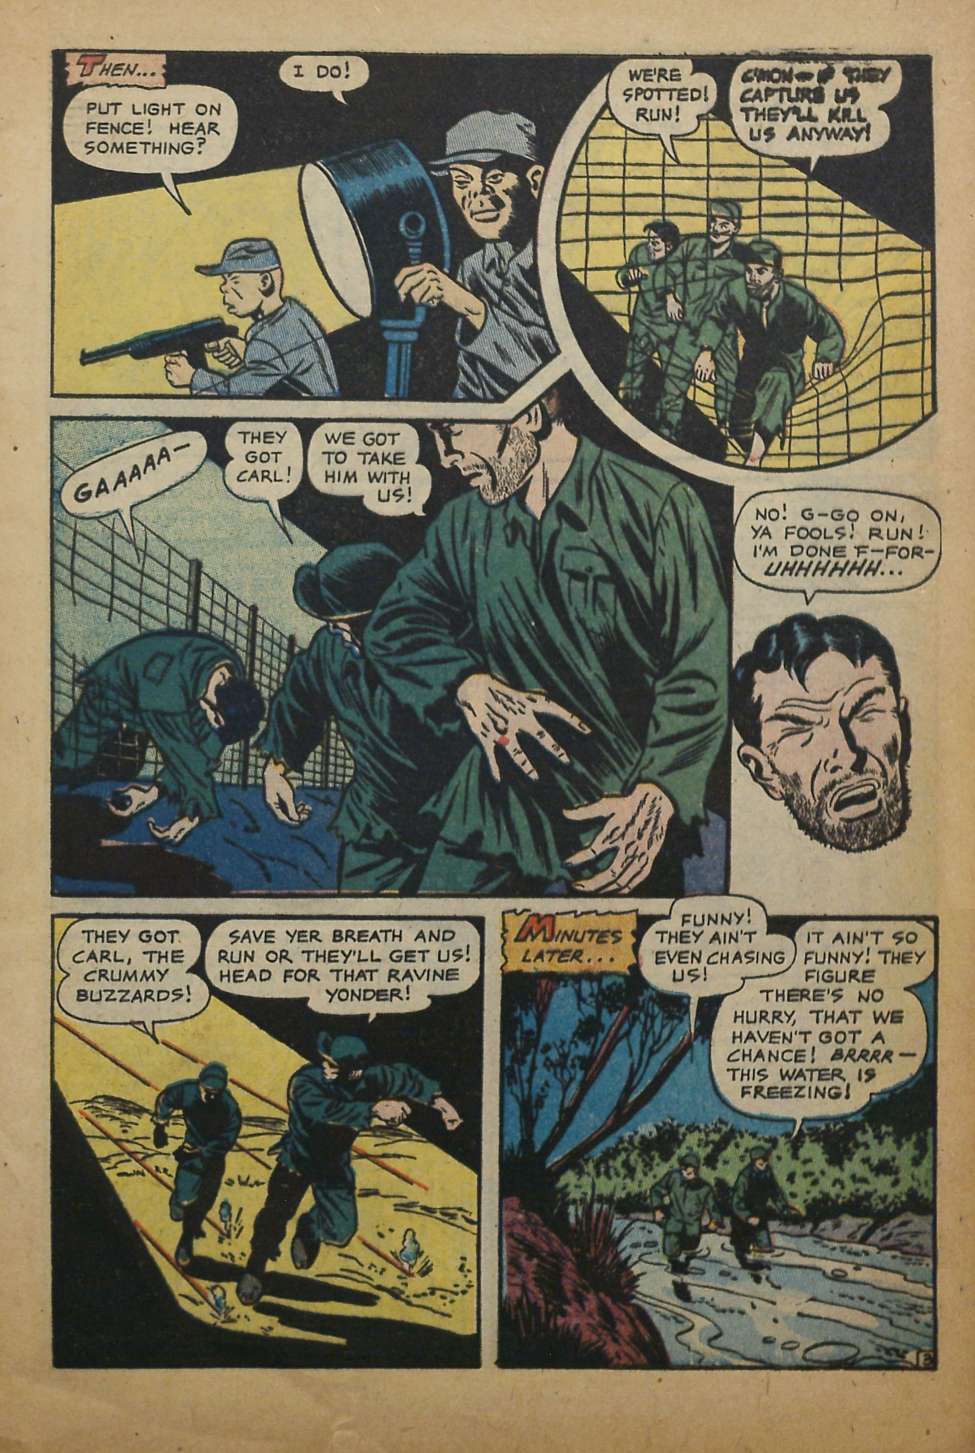 THEN...
PUT LIGHT ON
FENCE! HEAR
SOMETHING?
I DO!
WE'RE
SPOTTED!
RUN!
C'MON—IF THEY
CAPTURE US
THEY'LL KILL
US ANYWAY!
GAAAAA—
THEY
GOT
CARL!
WE GOT
TO TAKE
HIM WITH
US!
NO! G-GO ON,
YA FOOLS! RUN!
I'M DONE F-FOR-
UHHHHHH...
THEY GOT
CARL, THE
CRUMMY
BUZZARDS!
SAVE YER BREATH AND
RUN OR THEY'LL GET US!
HEAD FOR THAT RAVINE
YONDER!
MINUTES
LATER...
FUNNY!
THEY AIN'T
EVEN CHASING
US!
IT AIN'T SO
FUNNY! THEY
FIGURE
THERE'S NO
HURRY, THAT WE
HAVEN'T GOT A
CHANCE! BRRRR—
THIS WATER IS
FREEZING!
3